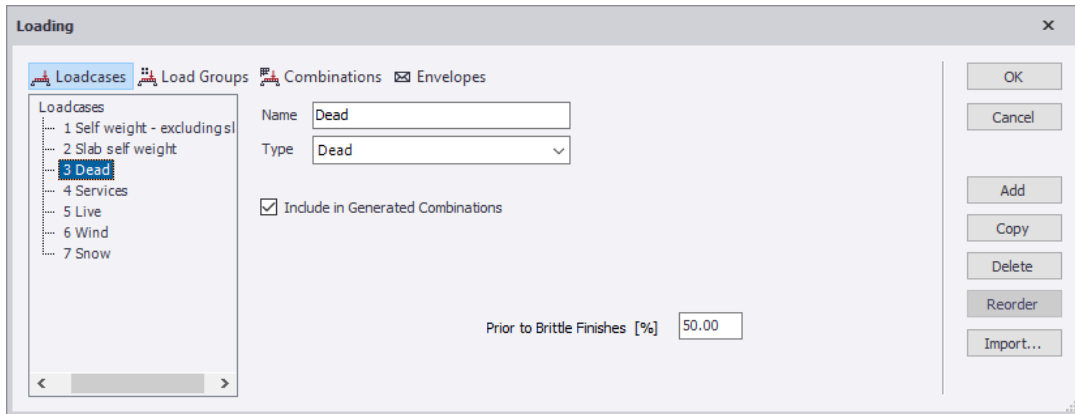 Loading
Loadcases Load Groups Combinations Envelopes
Loadcases
1 Self weight - excluding sl
2 Slab self weight
3 Dead
4 Services
5 Live
6 Wind
7 Snow
Name Dead
Type Dead
Include in Generated Combinations
Prior to Brittle Finishes [%] 50.00
OK
Cancel
Add
Copy
Delete
Reorder
Import...